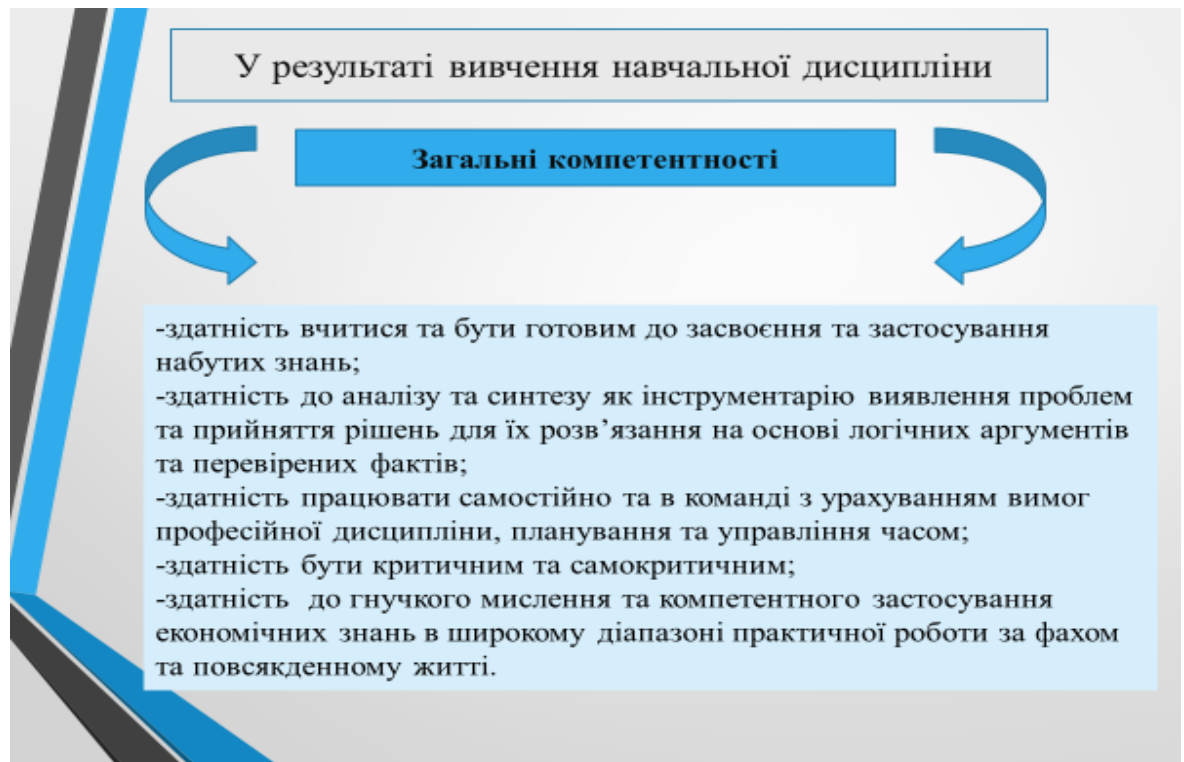 У результаті вивчення навчальної дисципліни
Загальні компетентності
-здатність вчитися та бути готовим до засвоєння та застосування
набутих знань;
-здатність до аналізу та синтезу як інструментарію виявлення проблем
та прийняття рішень для їх розв’язання на основі логічних аргументів
та перевірених фактів;
-здатність працювати самостійно та в команді з урахуванням вимог
професійної дисципліни, планування та управління часом;
-здатність бути критичним та самокритичним;
-здатність  до гнучкого мислення та компетентного застосування
економічних знань в широкому діапазоні практичної роботи за фахом
та повсякденному житті.